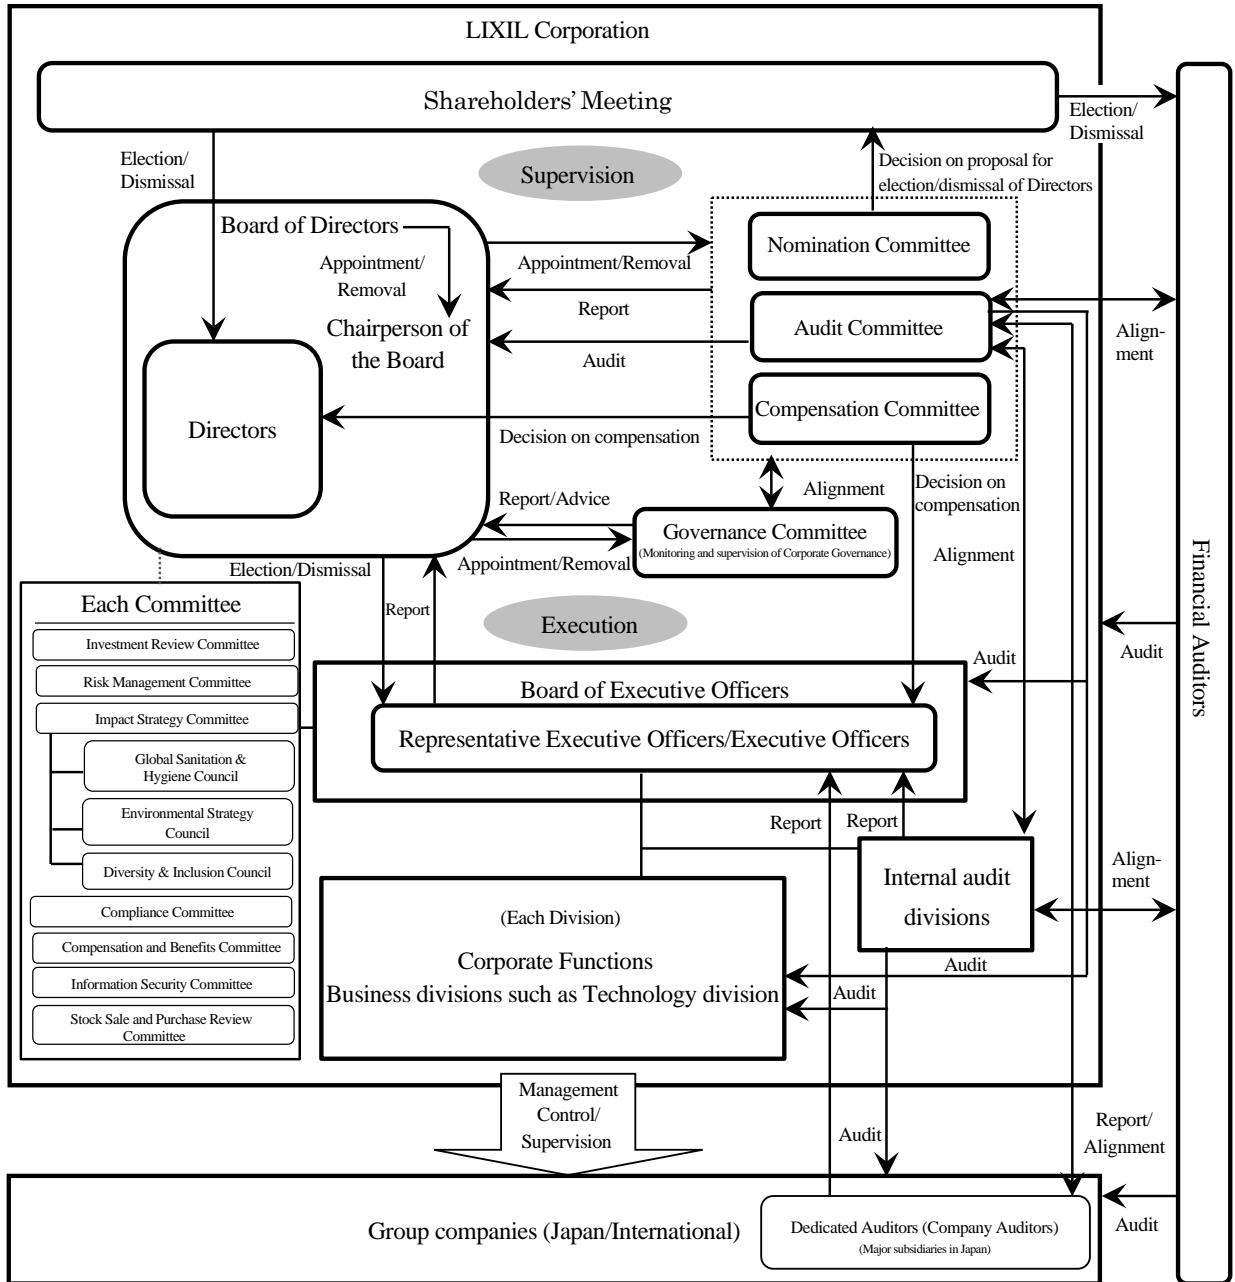 LIXIL Corporation
Shareholders' Meeting
Election/
Dismissal
Election/
Dismissal
Supervision
Decision on proposal for
election/dismissal of Directors
Board of Directors
Appointment/
Removal
Chairperson of
the Board
Directors
Appointment/Removal
Report
Audit
Decision on compensation
Nomination Committee
Audit Committee
Compensation Committee
Align-
ment
Report/Advice
Appointment/Removal
Alignment
Governance Committee
(Monitoring and supervision of Corporate Governance)
Decision on
compensation
Alignment
Financial Auditors
Election/Dismissal
Report
Execution
Audit
Audit
Each Committee
Investment Review Committee
Risk Management Committee
Impact Strategy Committee
Global Sanitation &
Hygiene Council
Environmental Strategy
Council
Diversity & Inclusion Council
Compliance Committee
Compensation and Benefits Committee
Information Security Committee
Stock Sale and Purchase Review
Committee
Board of Executive Officers
Representative Executive Officers/Executive Officers
Report
Report
Internal audit
divisions
Align-
ment
(Each Division)
Corporate Functions
Business divisions such as Technology division
Audit
Audit
Management
Control/
Supervision
Audit
Report/
Alignment
Group companies (Japan/International)
Dedicated Auditors (Company Auditors)
(Major subsidiaries in Japan)
Audit